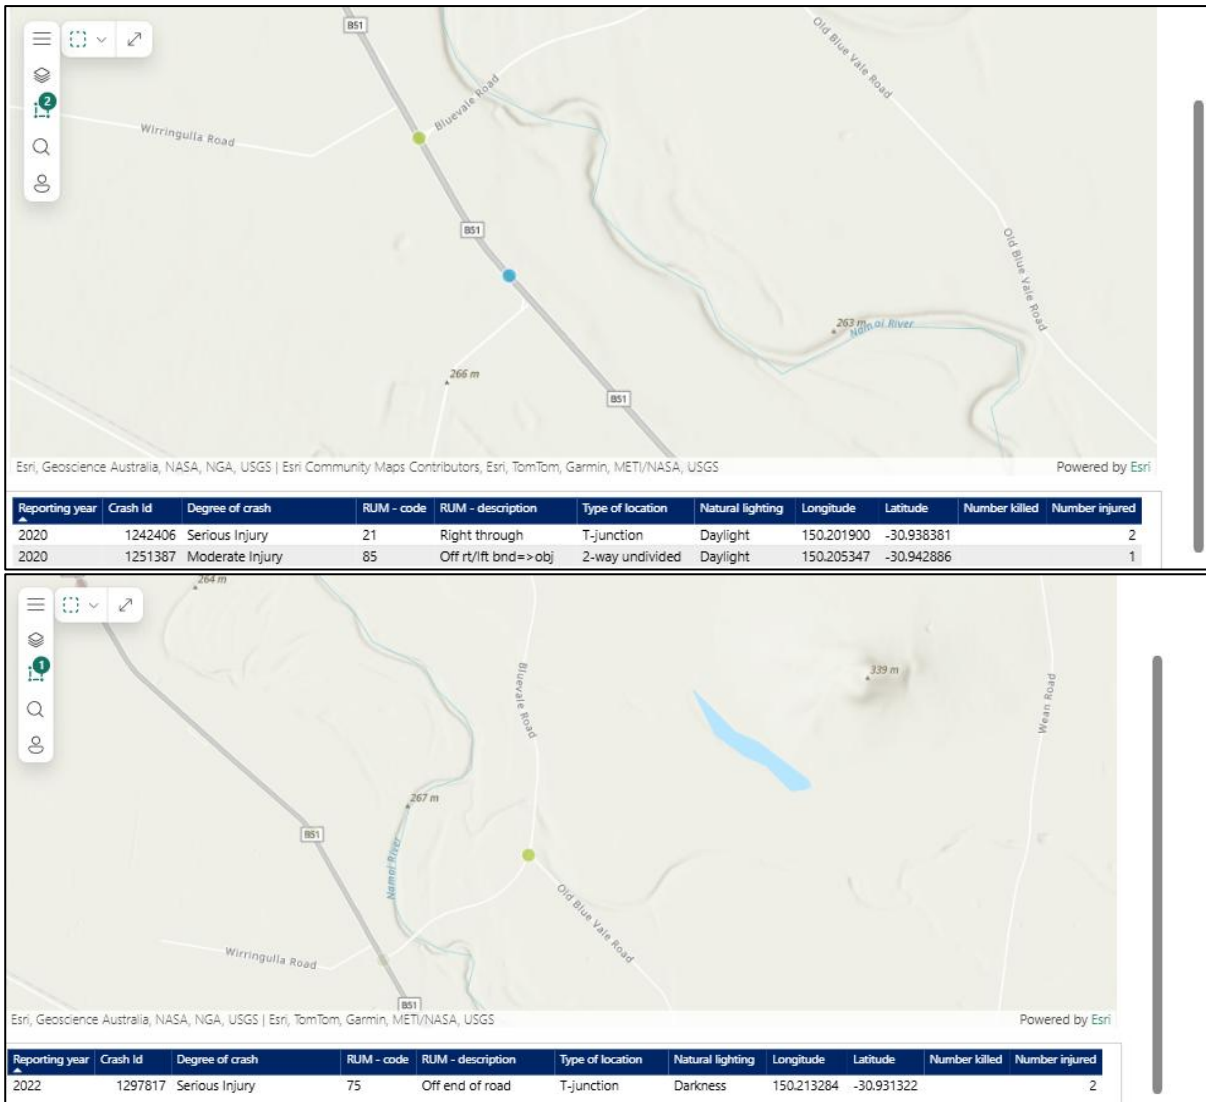 B51
Old Blue Vale Road
2
Bluevale Road
Wirringulla Road
B51
Old Blue Vale Road
263 m
Namoi River
266 m
B51
Esri, Geoscience Australia, NASA, NGA, USGS | Esri Community Maps Contributors, Esri, TomTom, Garmin, METI/NASA, USGS Powered by Esri
Reporting year Crash Id Degree of crash RUM - code RUM - description Type of location Natural lighting Longitude Latitude Number killed Number injured
2020 1242406 Serious Injury 21 Right through T-junction Daylight 150.201900 -30.938381 2
2020 1251387 Moderate Injury 85 Off rt/lft bnd=>obj 2-way undivided Daylight 150.205347 -30.942886 1
264 m
1
339 m
Bluevale Road
Wean Road
267 m
B51
Namoi River
Old Blue Vale Road
Wirringulla Road
B51
Esri, Geoscience Australia, NASA, NGA, USGS | Esri, TomTom, Garmin, METI/NASA, USGS Powered by Esri
Reporting year Crash Id Degree of crash RUM - code RUM - description Type of location Natural lighting Longitude Latitude Number killed Number injured
2022 1297817 Serious Injury 75 Off end of road T-junction Darkness 150.213284 -30.931322 2